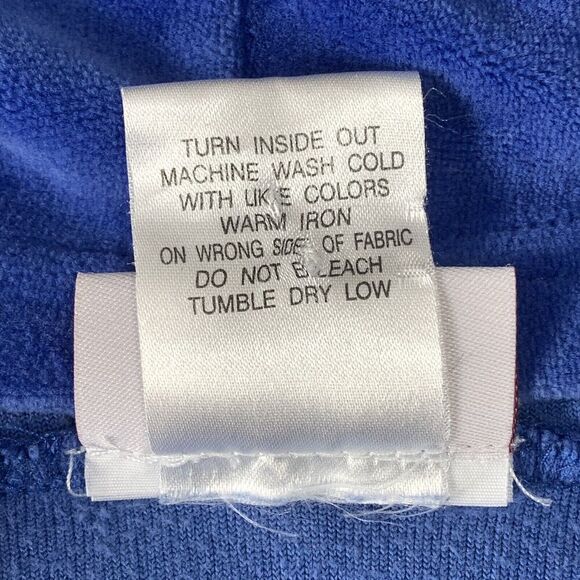 TURN INSIDE OUT
MACHINE WASH COLD
WITH LIKE COLORS
WARM IRON
ON WRONG SIDE OF FABRIC
DO NOT BLEACH
TUMBLE DRY LOW